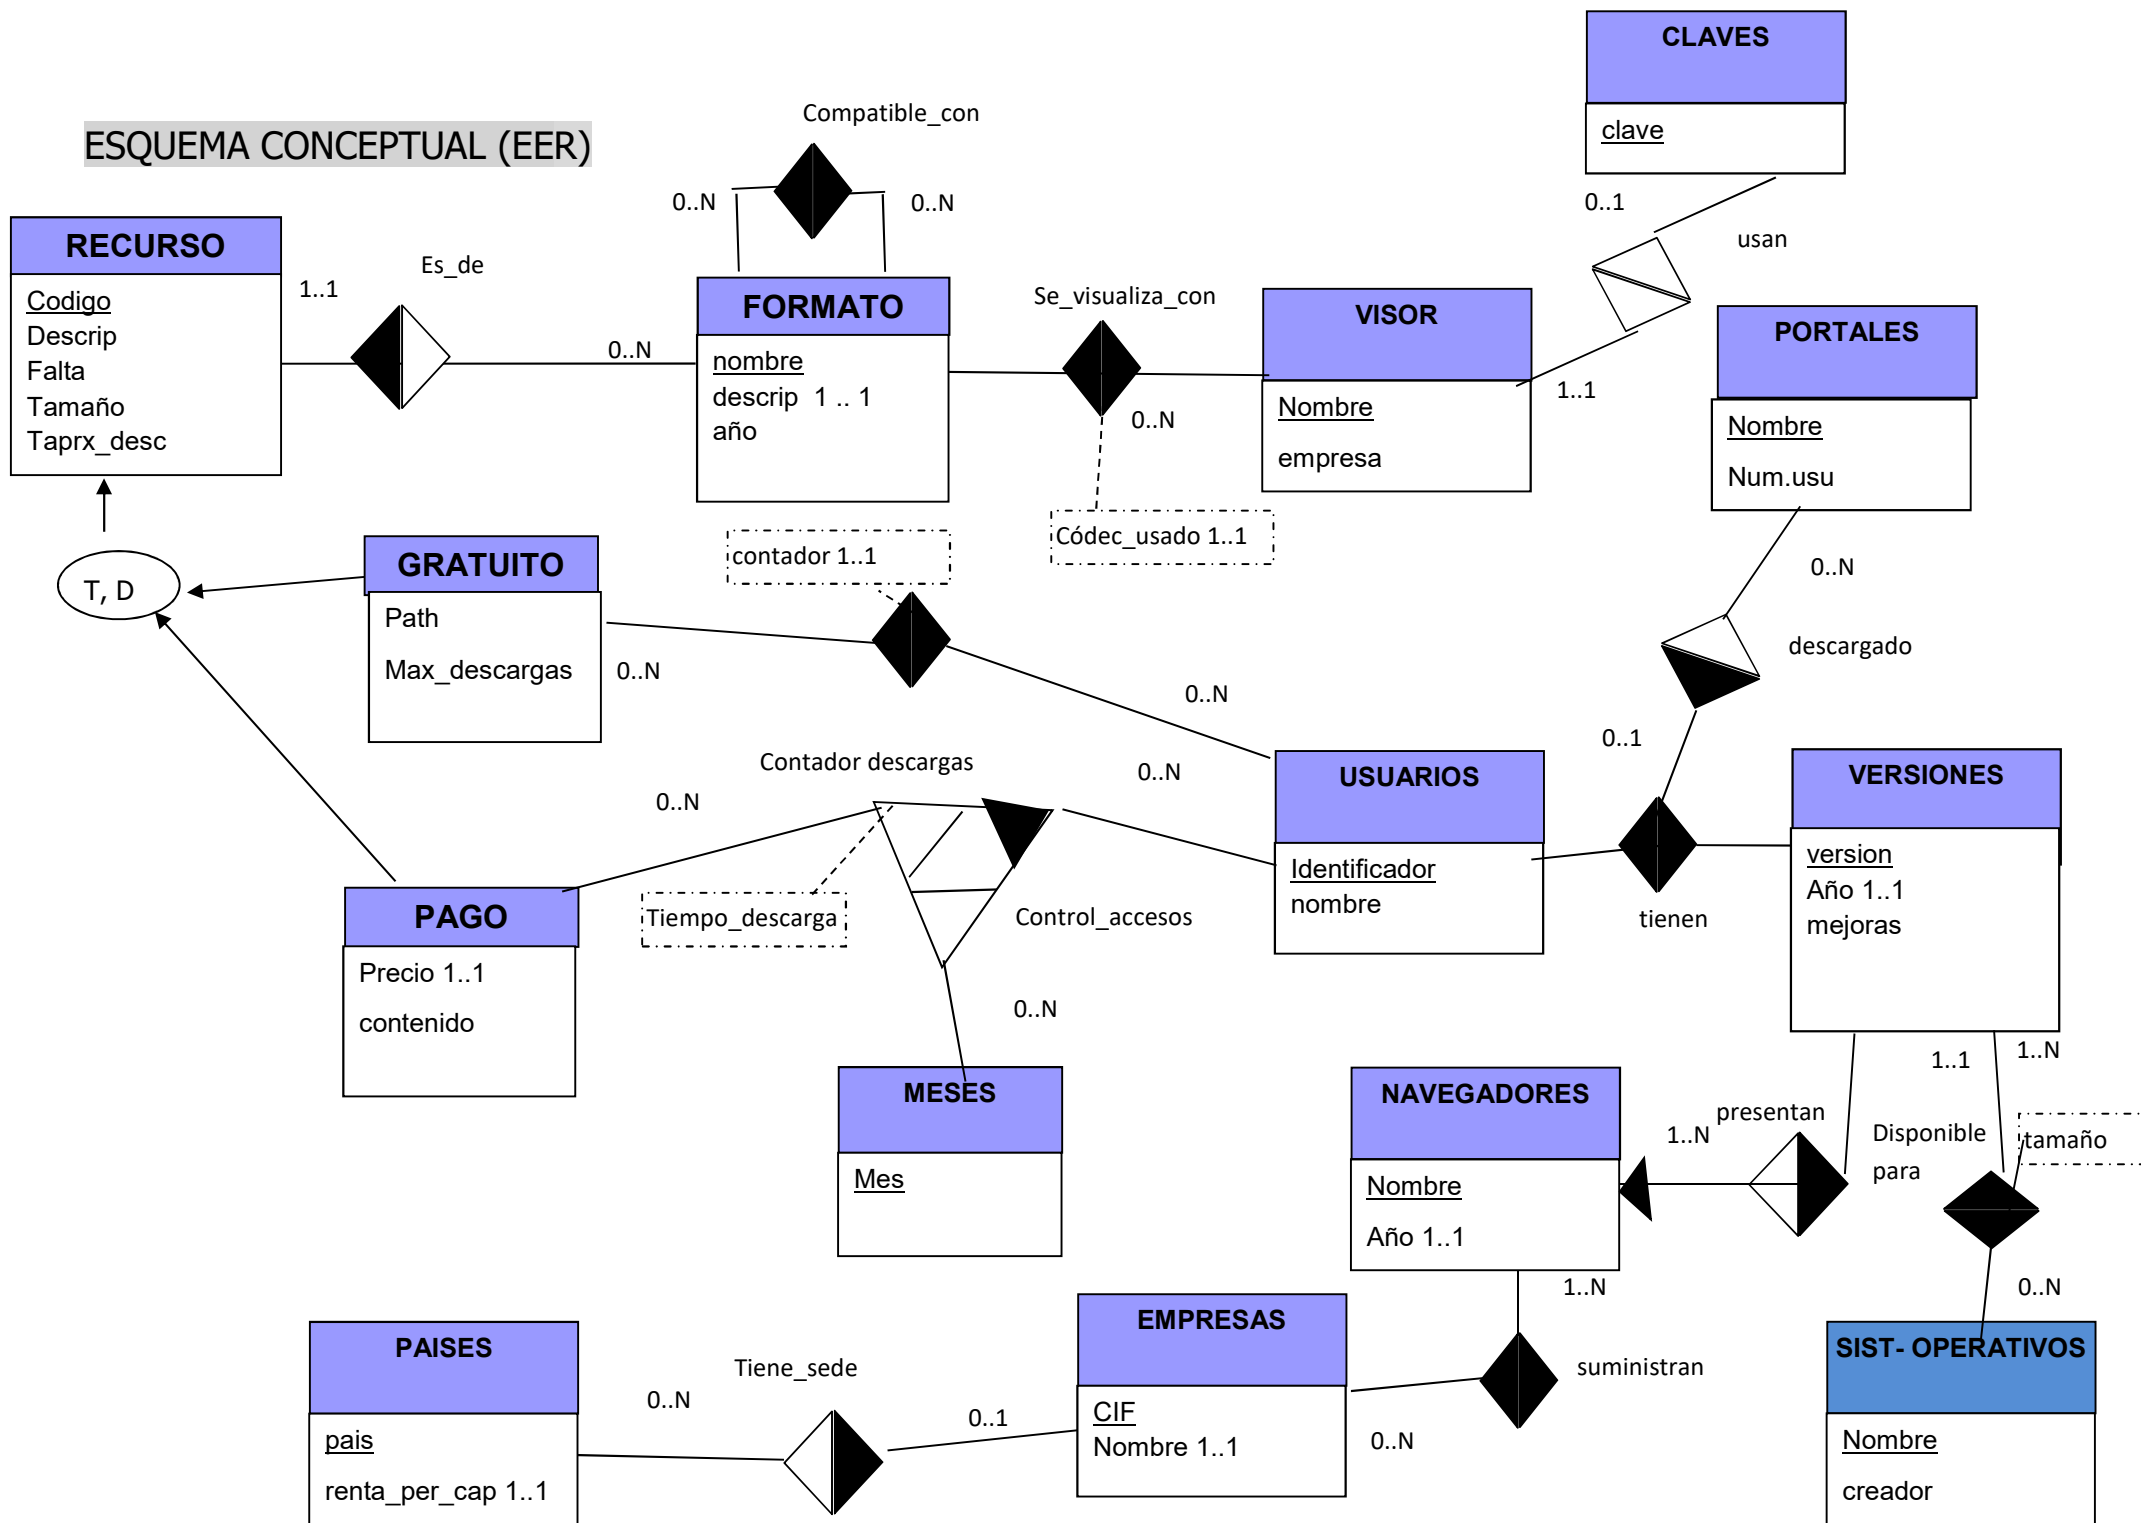 ESQUEMA CONCEPTUAL (EER)
CLAVES
clave
Compatible_con
0..N
0..N
0..1
usan
RECURSO
Codigo
Descrip
Falta
Tamaño
Taprx_desc
1..1
Es_de
0..N
FORMATO
nombre
descrip 1 .. 1
año
Se_visualiza_con
0..N
Códec_usado 1..1
VISOR
Nombre
empresa
1..1
PORTALES
Nombre
Num.usu
0..N
descargado
0..1
T, D
GRATUITO
Path
Max_descargas
0..N
contador 1..1
0..N
Contador descargas
0..N
0..N
Tiempo_descarga
Control_accesos
0..N
USUARIOS
Identificador
nombre
tienen
VERSIONES
version
Año 1..1
mejoras
1..1
1..N
PAGO
Precio 1..1
contenido
MESES
Mes
NAVEGADORES
Nombre
Año 1..1
1..N
presentan
Disponible
para
tamaño
0..N
1..N
suministran
0..N
EMPRESAS
CIF
Nombre 1..1
0..1
Tiene_sede
0..N
PAISES
pais
renta_per_cap 1..1
SIST- OPERATIVOS
Nombre
creador